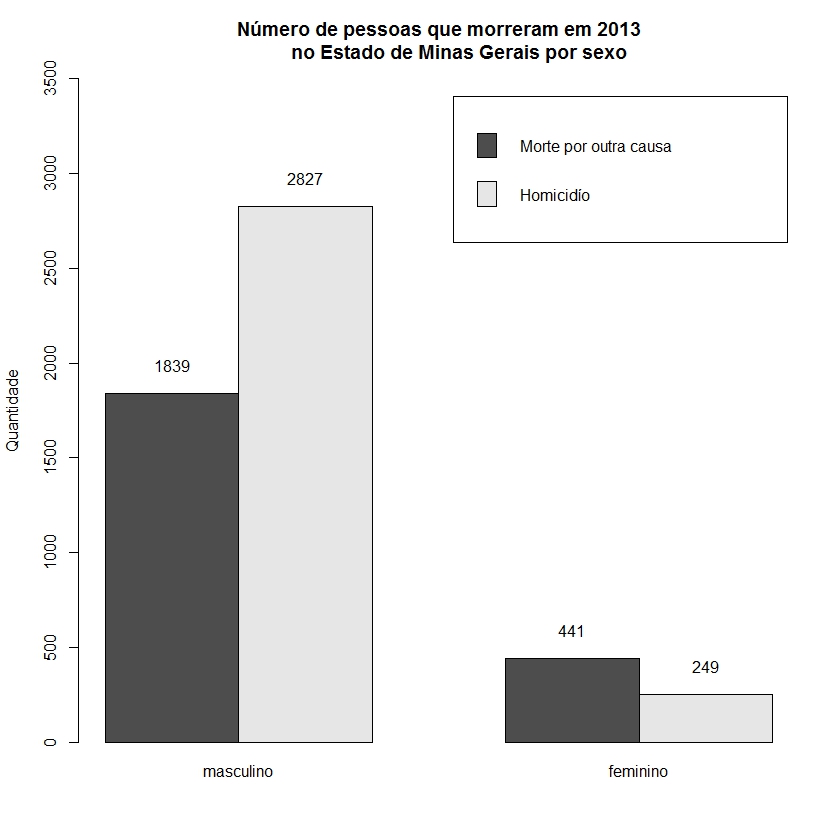 Número de pessoas que morreram em 2013
no Estado de Minas Gerais por sexo
Quantidade
3500
3000
2500
2000
1500
1000
500
0
Morte por outra causa
Homicidío
1839
2827
441
249
masculino
feminino